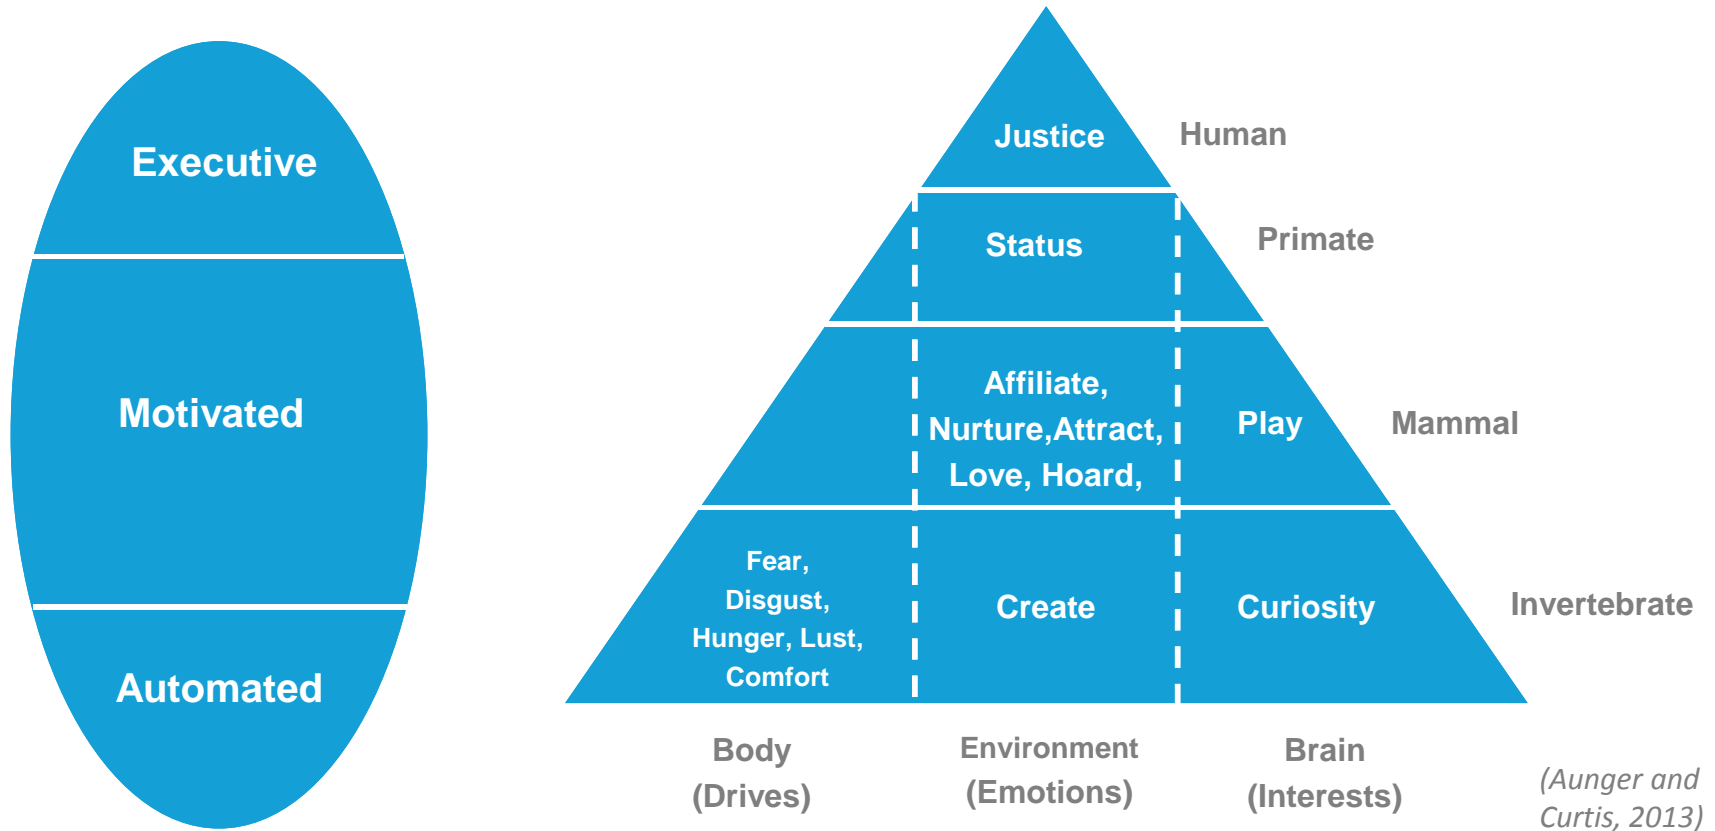 Executive
Motivated
Automated
Justice
Human
Status
Primate
Affiliate,
Nurture,Attract,
Love, Hoard,
Play
Mammal
Fear,
Disgust,
Hunger, Lust,
Comfort
Create
Curiosity
Invertebrate
Body
(Drives)
Environment
(Emotions)
Brain
(Interests)
(Aunger and
Curtis, 2013)